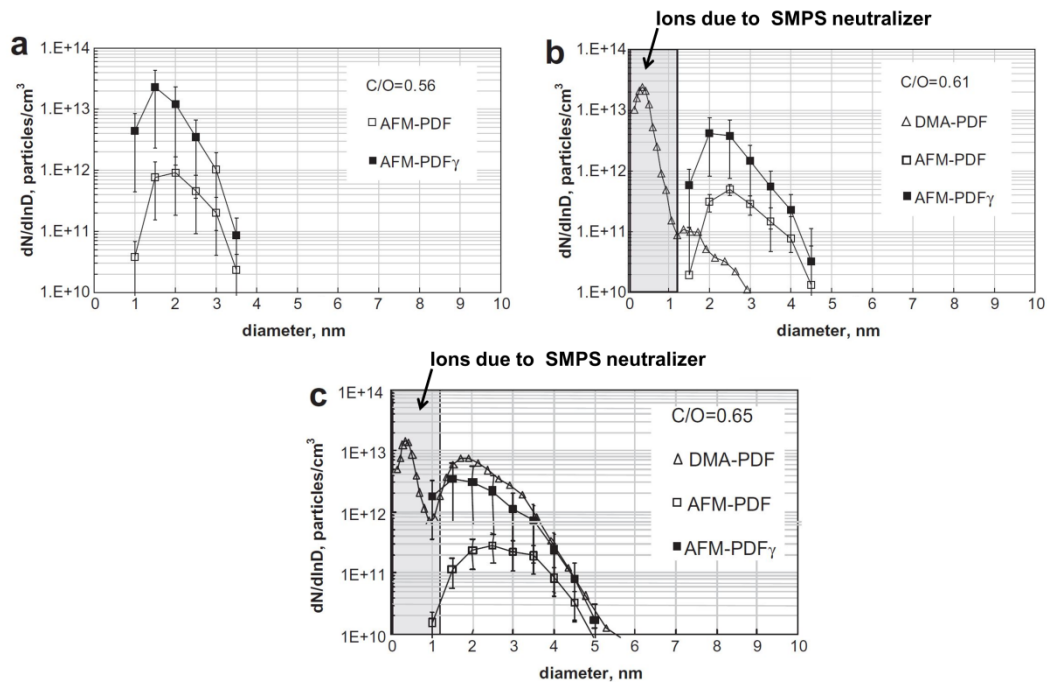 Ions due to SMPS neutralizer
a
1.E+14
1.E+13
1.E+12
1.E+11
1.E+10
dN/dlnD, particles/cm³
C/O=0.56
AFM-PDF
AFM-PDFγ
0 1 2 3 4 5 6 7 8 9 10
diameter, nm
b
1.E+14
1.E+13
1.E+12
1.E+11
1.E+10
dN/dlnD, particles/cm³
C/O=0.61
DMA-PDF
AFM-PDF
AFM-PDFγ
0 1 2 3 4 5 6 7 8 9 10
diameter, nm
Ions due to SMPS neutralizer
c
1E+14
1E+13
1E+12
1E+11
1E+10
dN/dlnD, particles/cm³
C/O=0.65
DMA-PDF
AFM-PDF
AFM-PDFγ
0 1 2 3 4 5 6 7 8 9 10
diameter, nm